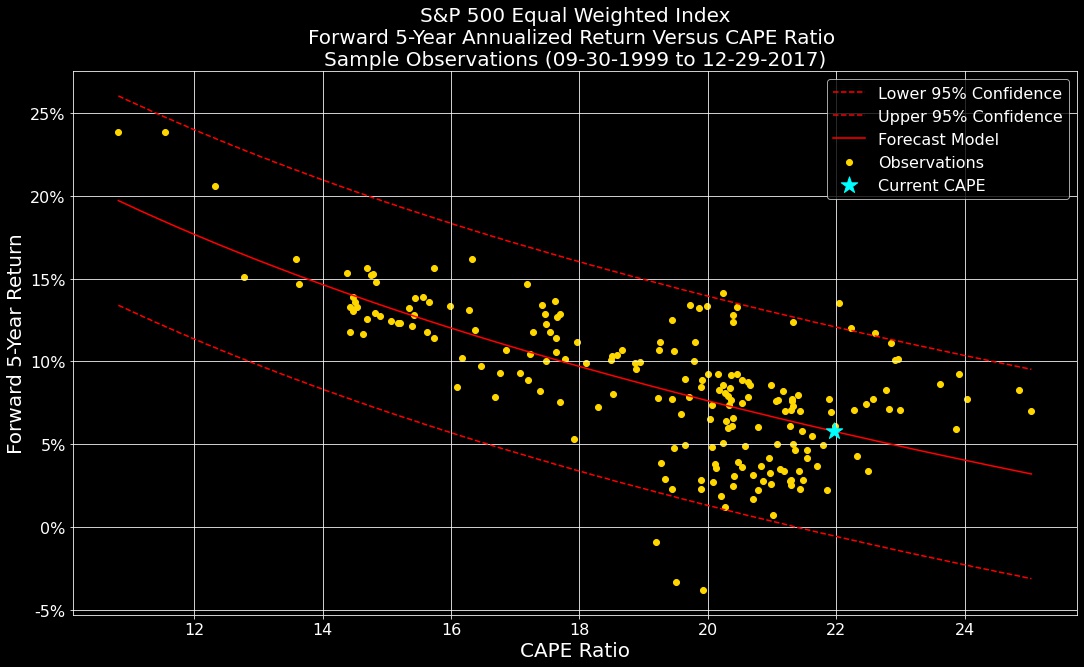 S&P 500 Equal Weighted Index
Forward 5-Year Annualized Return Versus CAPE Ratio
Sample Observations (09-30-1999 to 12-29-2017)
Lower 95% Confidence
Upper 95% Confidence
Forecast Model
Observations
Current CAPE
Forward 5-Year Return
25%
20%
15%
10%
5%
0%
-5%
12 14 16 18 20 22 24
CAPE Ratio